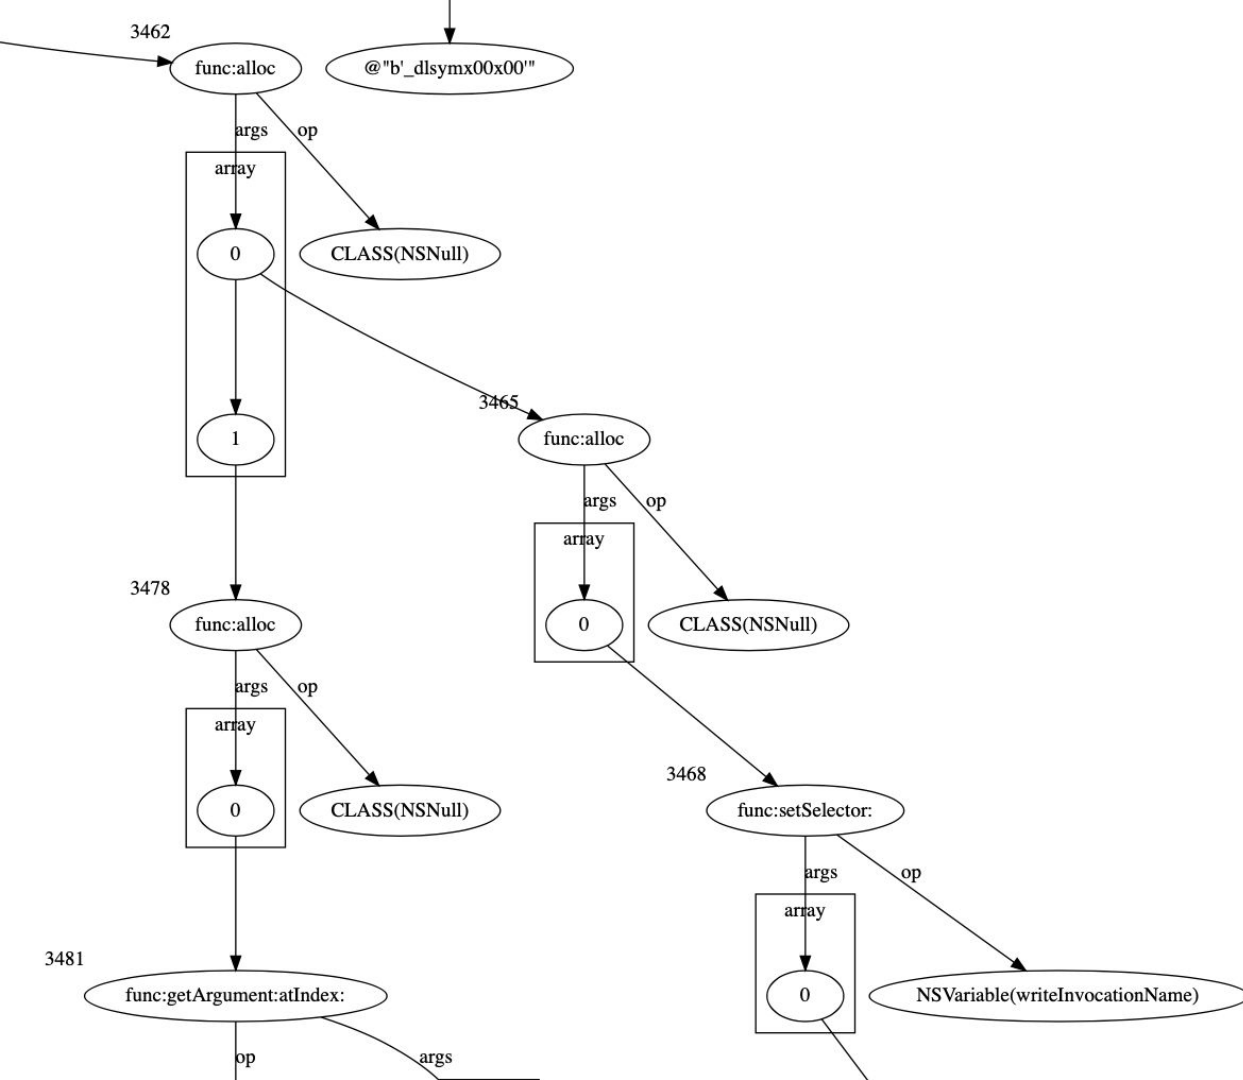 3462
func:alloc
@"b'_dlsymx00x00'"
args
op
array
0
CLASS(NSNull)
1
3465
func:alloc
args
op
array
0
CLASS(NSNull)
3478
func:alloc
args
op
array
0
CLASS(NSNull)
3468
func:setSelector:
args
op
array
0
NSVariable(writeInvocationName)
3481
func:getArgument:atIndex:
op
args